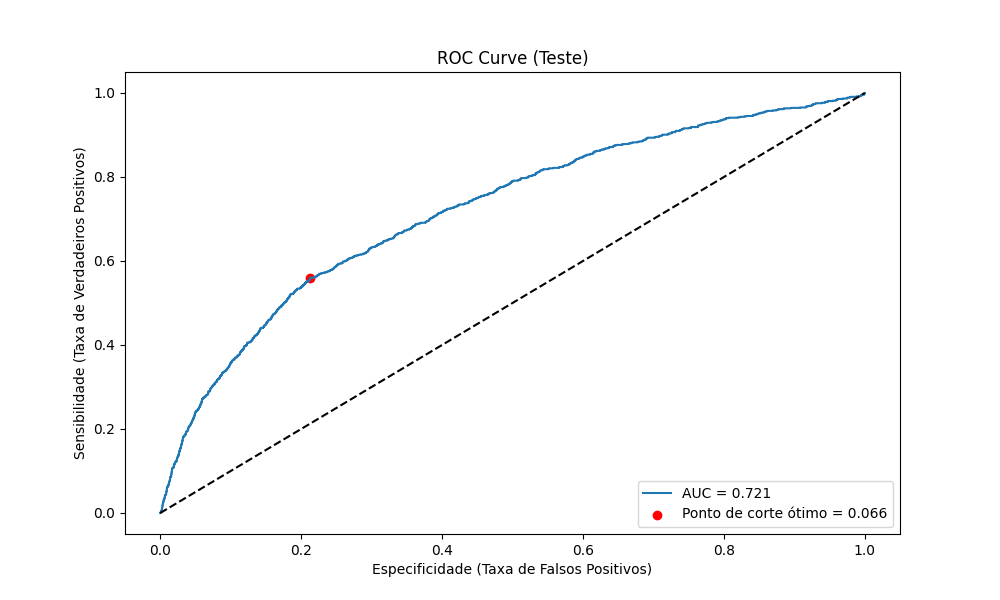 ROC Curve (Teste)
Sensibilidade (Taxa de Verdadeiros Positivos)
1.0
0.8
0.6
0.4
0.2
0.0
0.0 0.2 0.4 0.6 0.8 1.0
Especificidade (Taxa de Falsos Positivos)
AUC = 0.721
Ponto de corte ótimo = 0.066